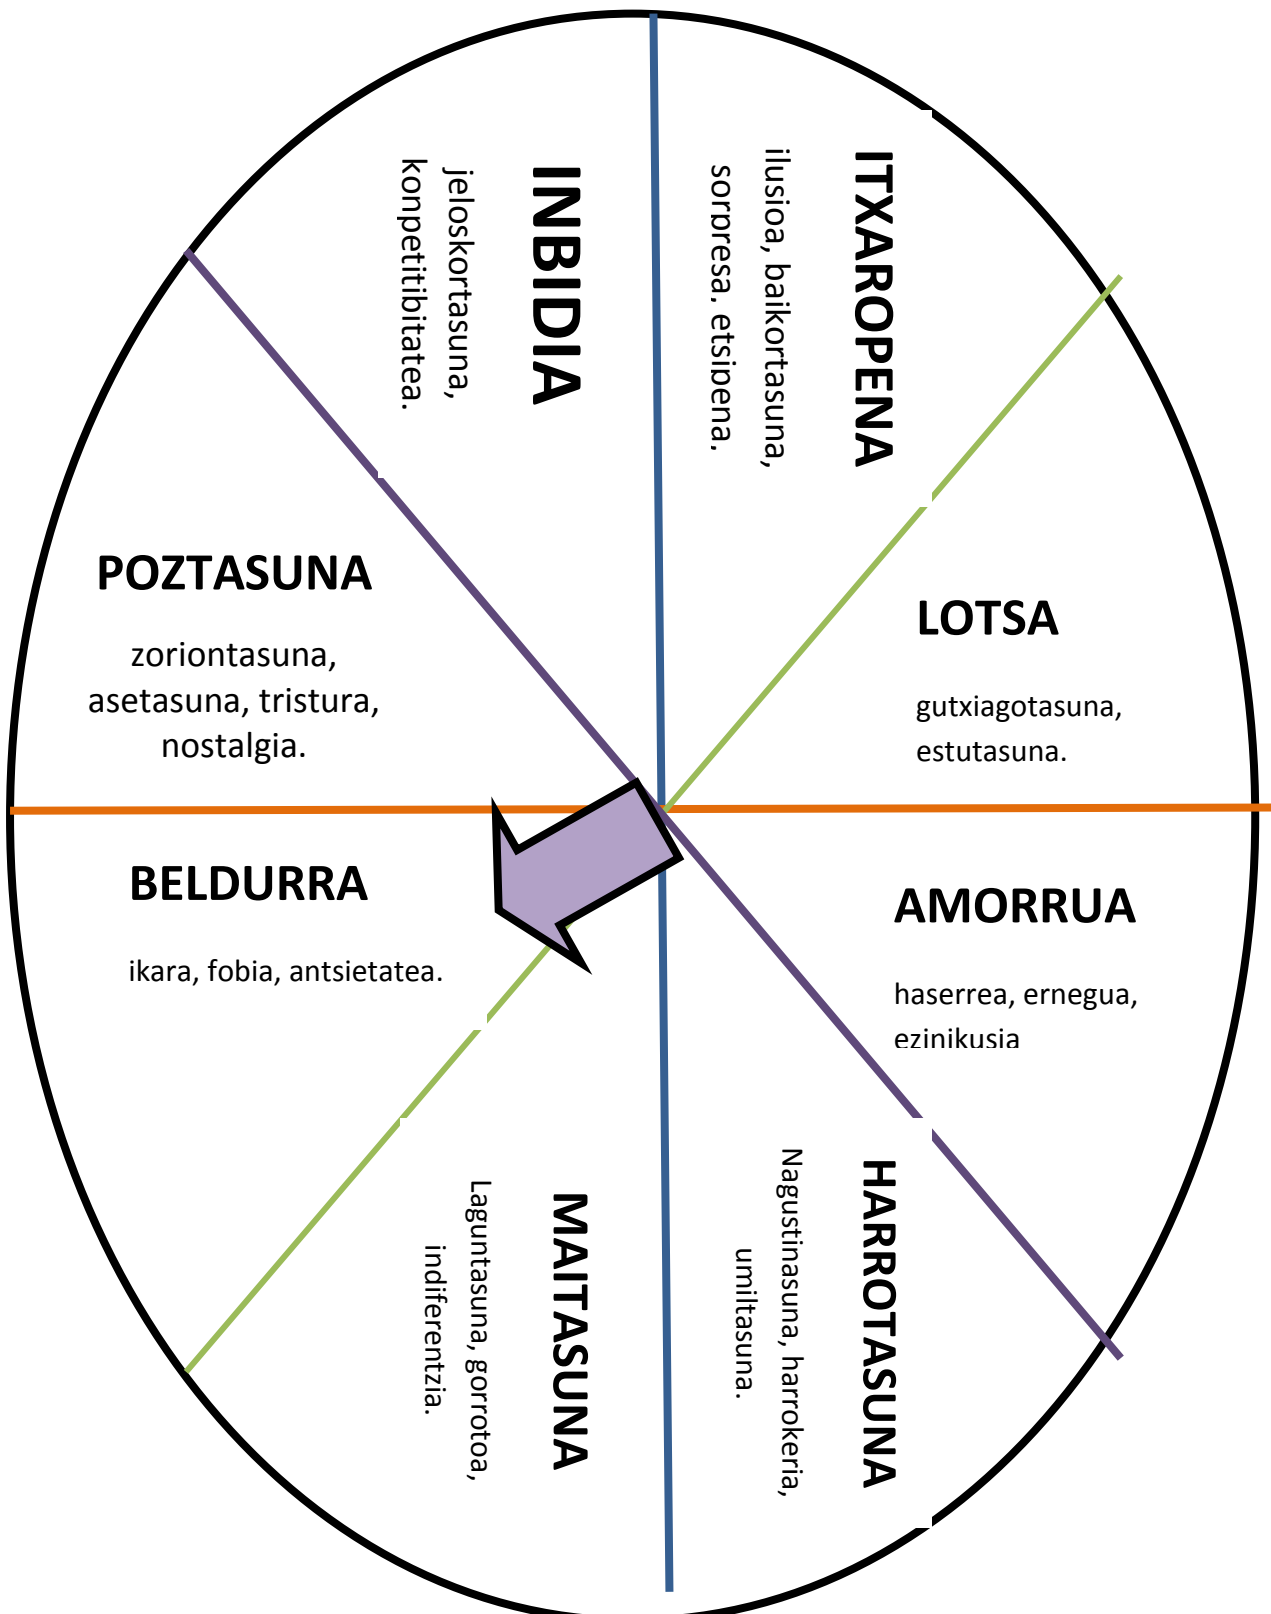 INBIDIA
jeloskortasuna,
konpetitibitatea.
ITXAROPENA
ilusioa, baikortasuna,
sorpresa, etsipena.
POZTASUNA
zoriontasuna,
asetasuna, tristura,
nostalgia.
LOTSA
gutxiagotasuna,
estutasuna.
BELDURRA
ikara, fobia, antsietatea.
AMORRUA
haserrea, ernegua,
ezinikusia
MAITASUNA
Laguntasuna, gorrotoa,
indiferentzia.
HARROTASUNA
Nagustinasuna, harrokeria,
umiltasuna.